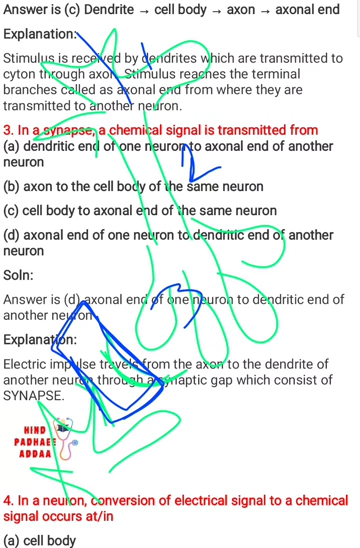 Answer is (c) Dendrite → cell body → axon → axonal end
Explanation:
Stimulus is received by dendrites which are transmitted to
cyton through axon. Stimulus reaches the terminal
branches called as axonal end from where they are
transmitted to another neuron.
3. In a synapse, a chemical signal is transmitted from
(a) dendritic end of one neuron to axonal end of another
neuron
(b) axon to the cell body of the same neuron
(c) cell body to axonal end of the same neuron
(d) axonal end of one neuron to dendritic end of another
neuron
Soln:
Answer is (d) axonal end of one neuron to dendritic end of
another neuron
Explanation:
Electric impulse travels from the axon to the dendrite of
another neuron through a synaptic gap which consist of
SYNAPSE.
HIND
PADHAEE
ADDAA
4. In a neuron, conversion of electrical signal to a chemical
signal occurs at/in
(a) cell body